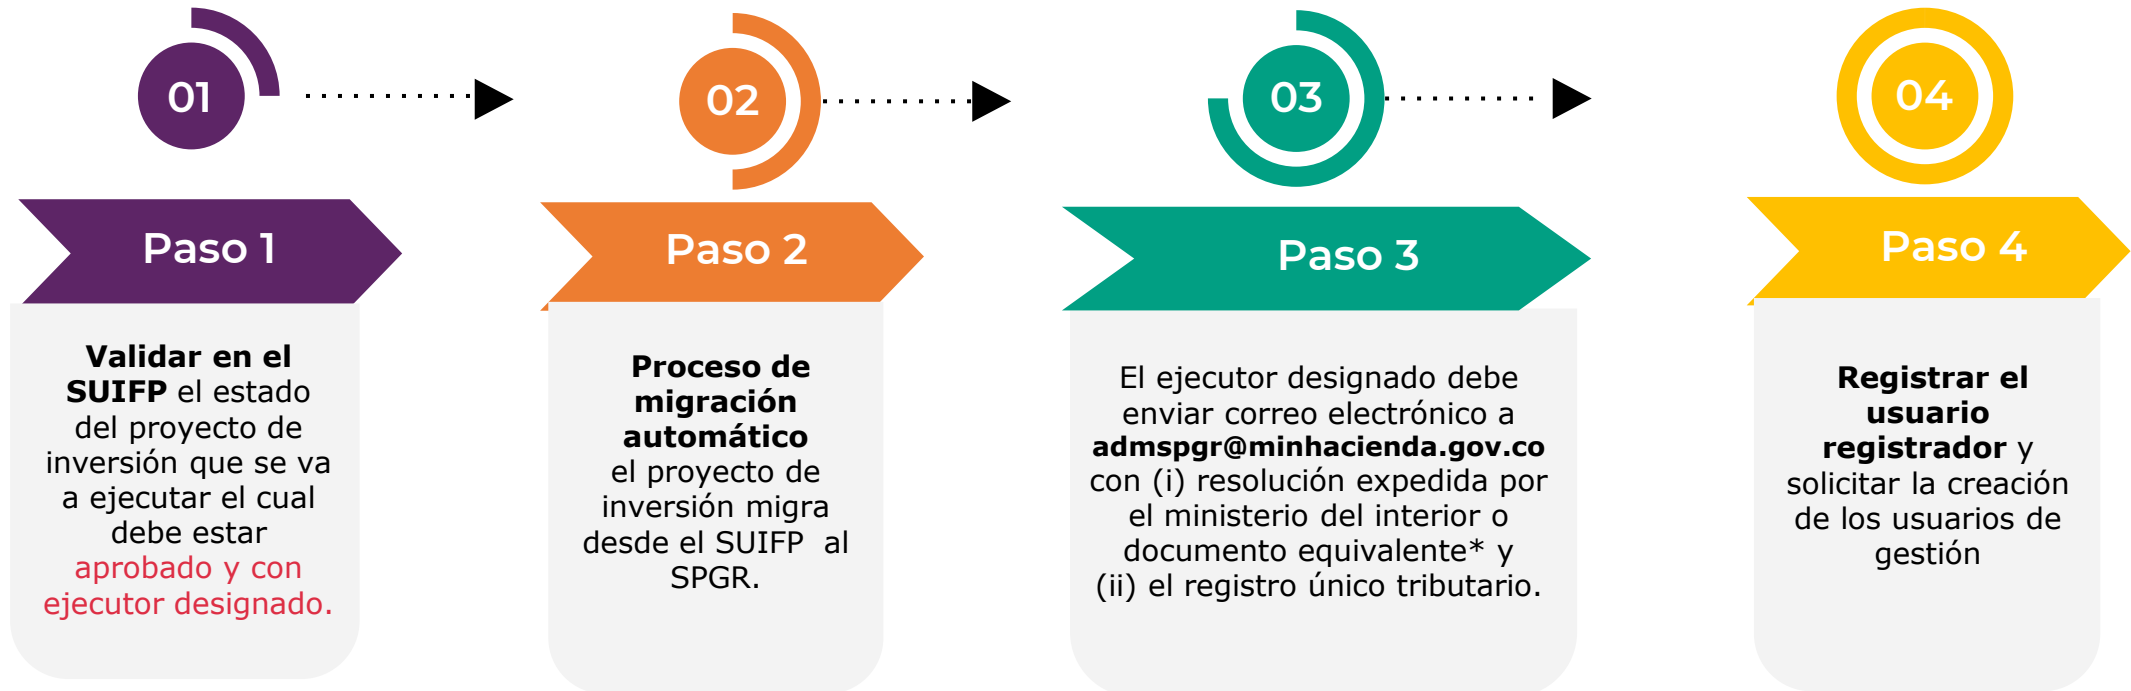 01
Paso 1
Validar en el
SUIFP el estado
del proyecto de
inversión que se va
a ejecutar el cual
debe estar
aprobado y con
ejecutor designado.
02
Paso 2
Proceso de
migración
automático
el proyecto de
inversión migra
desde el SUIFP al
SPGR.
03
Paso 3
El ejecutor designado debe
enviar correo electrónico a
admspgr@minhacienda.gov.co
con (i) resolución expedida por
el ministerio del interior o
documento equivalente* y
(ii) el registro único tributario.
04
Paso 4
Registrar el
usuario
registrador y
solicitar la creación
de los usuarios de
gestión